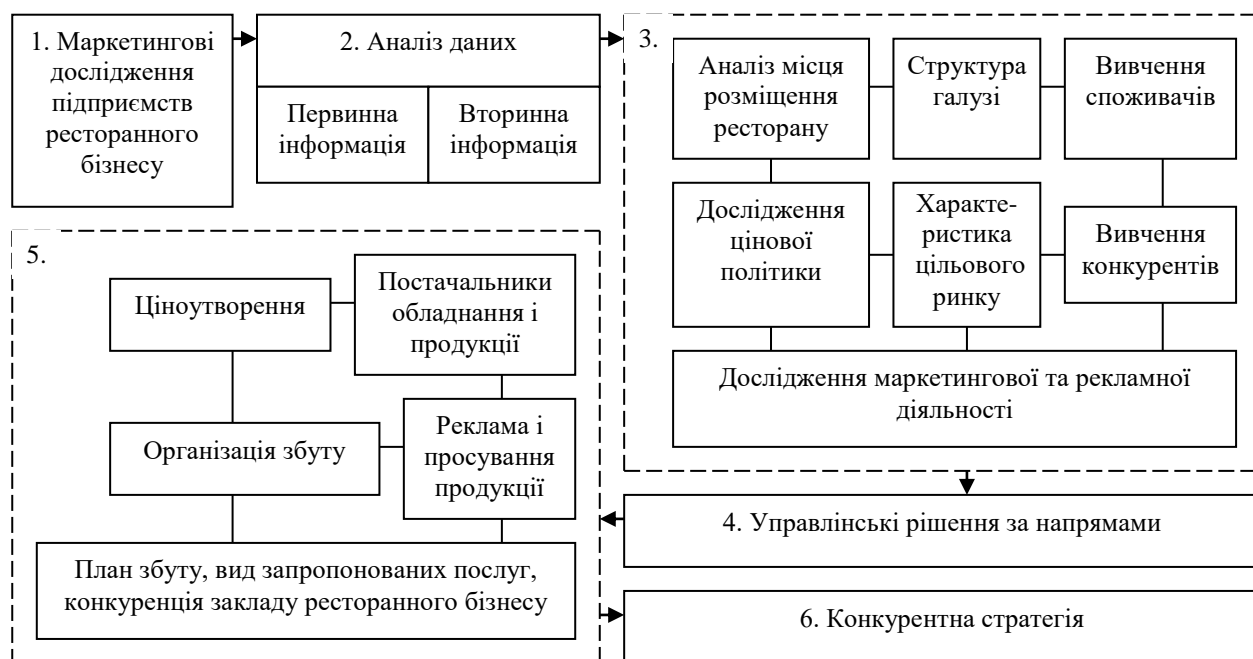 1. Маркетингові
дослідження
підприємств
ресторанного
бізнесу
2. Аналіз даних
Первинна
інформація
Вторинна
інформація
3.
Аналіз місця
розміщення
ресторану
Структура
галузі
Вивчення
споживачів
Дослідження
цінової
політики
Характе-
ристика
цільового
ринку
Вивчення
конкурентів
Дослідження маркетингової та рекламної
діяльності
4. Управлінські рішення за напрямами
5.
Ціноутворення
Постачальники
обладнання і
продукції
Організація збуту
Реклама і
просування
продукції
План збуту, вид запропонованих послуг,
конкуренція закладу ресторанного бізнесу
6. Конкурентна стратегія